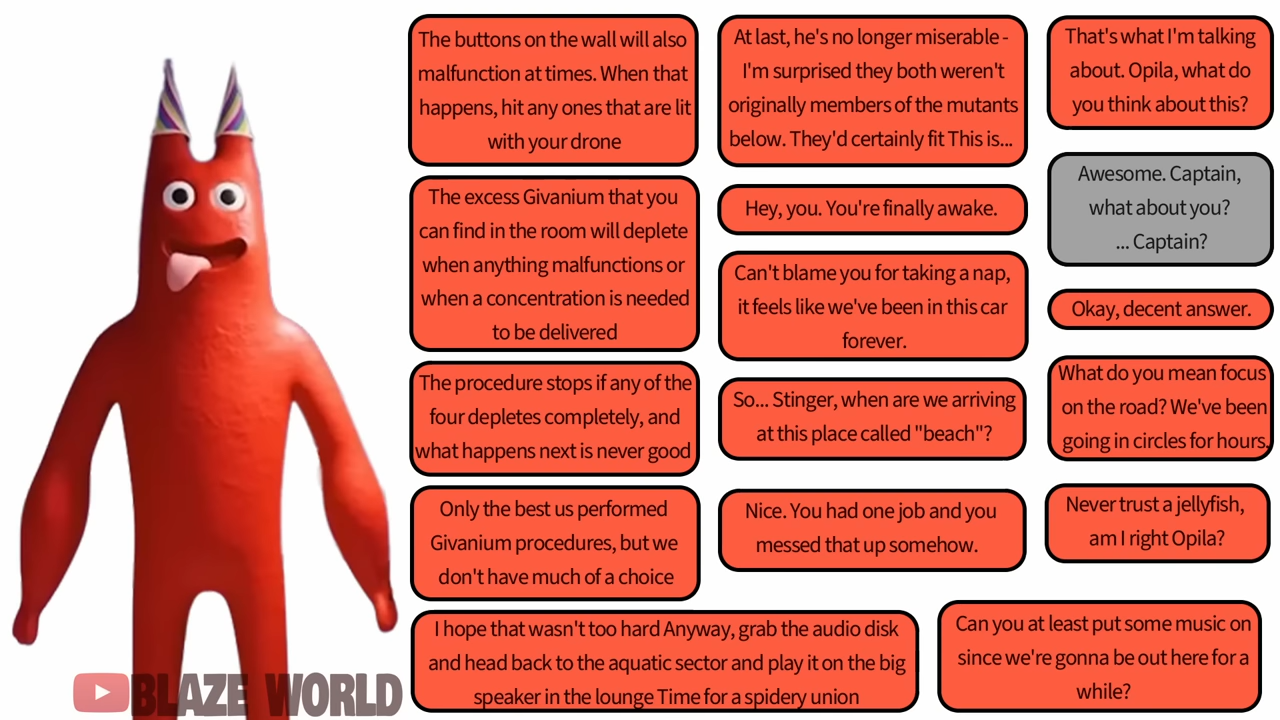 The buttons on the wall will also
malfunction at times. When that
happens, hit any ones that are lit
with your drone
The excess Givanium that you
can find in the room will deplete
when anything malfunctions or
when a concentration is needed
to be delivered
The procedure stops if any of the
four depletes completely, and
what happens next is never good
Only the best us performed
Givanium procedures, but we
don't have much of a choice
I hope that wasn't too hard Anyway, grab the audio disk
and head back to the aquatic sector and play it on the big
speaker in the lounge Time for a spidery union
At last, he's no longer miserable -
I'm surprised they both weren't
originally members of the mutants
below. They'd certainly fit This is...
Hey, you. You're finally awake.
Can't blame you for taking a nap,
it feels like we've been in this car
forever.
So... Stinger, when are we arriving
at this place called "beach"?
Nice. You had one job and you
messed that up somehow.
That's what I'm talking
about. Opila, what do
you think about this?
Awesome. Captain,
what about you?
... Captain?
Okay, decent answer.
What do you mean focus
on the road? We've been
going in circles for hours.
Never trust a jellyfish,
am I right Opila?
Can you at least put some music on
since we're gonna be out here for a
while?
BLAZE WORLD